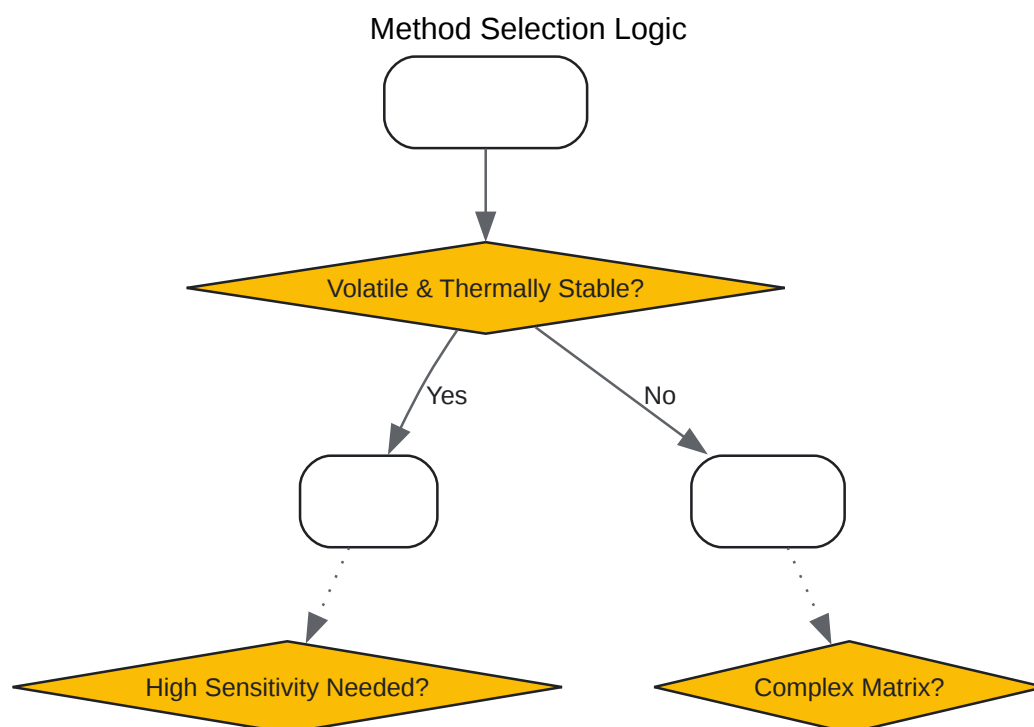 Method Selection Logic
Volatile & Thermally Stable?
Yes
No
High Sensitivity Needed?
Complex Matrix?